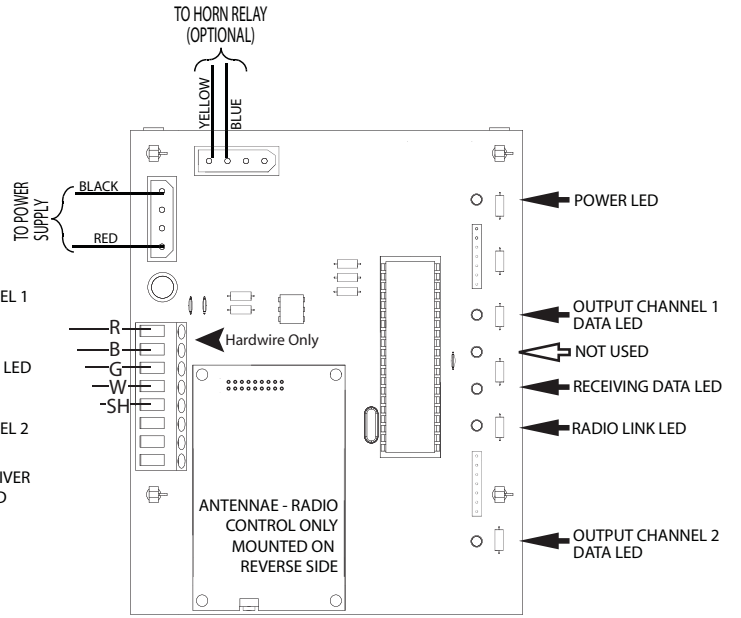 TO HORN RELAY
(OPTIONAL)
YELLOW
BLUE
TO POWER
SUPPLY
BLACK
RED
POWER LED
EL 1
LED
EL 2
IVER
D
R
B
G
W
-SH
Hardwire Only
OUTPUT CHANNEL 1
DATA LED
NOT USED
RECEIVING DATA LED
RADIO LINK LED
ANTENNAE - RADIO
CONTROL ONLY
MOUNTED ON
REVERSE SIDE
OUTPUT CHANNEL 2
DATA LED